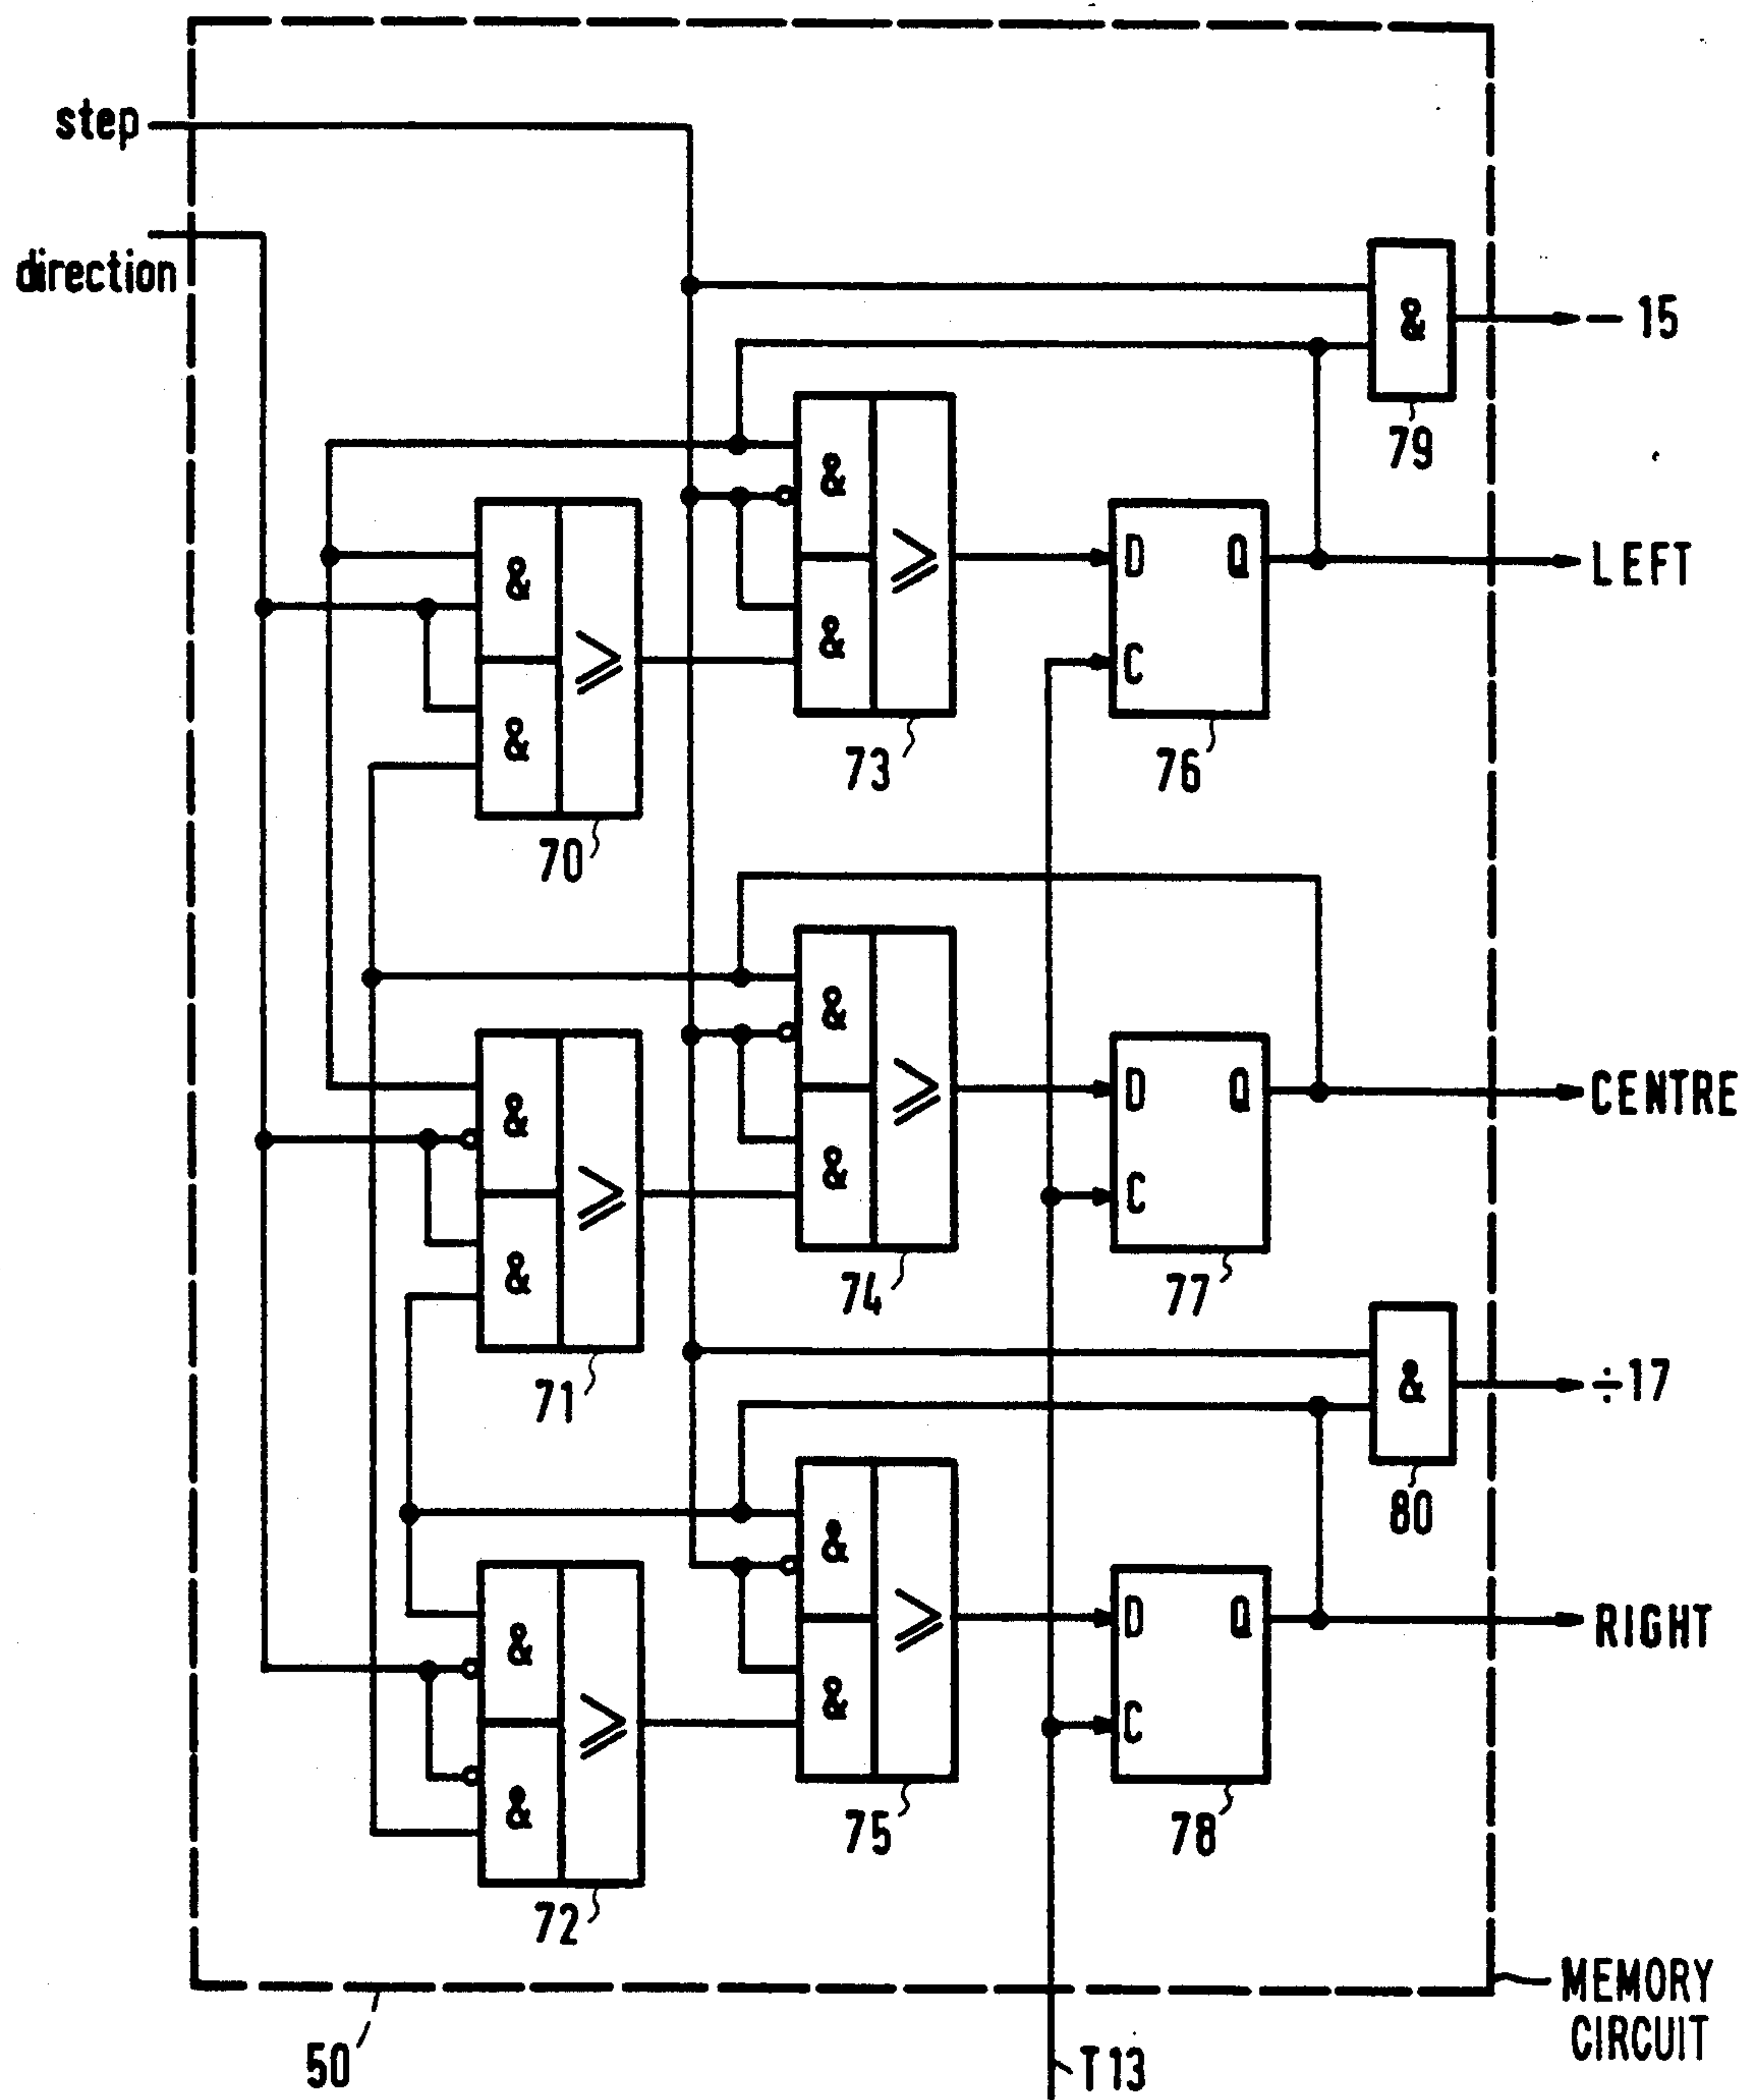 step
direction
&
— 15
79
&
&
≥
73
D Q
C
76
LEFT
&
&
≥
70
&
&
≥
74
D Q
C
77
CENTRE
&
&
≥
71
&
÷17
80
&
&
≥
75
D Q
C
78
RIGHT
&
&
≥
72
50
T13
MEMORY
CIRCUIT